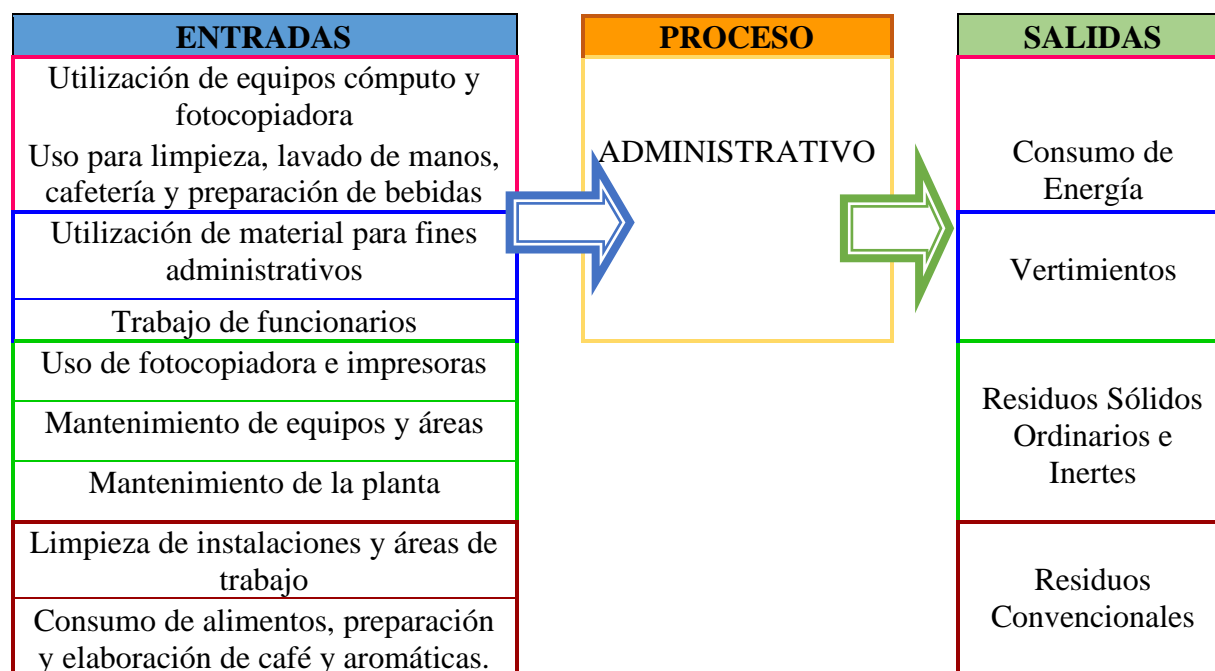 ENTRADAS
Utilización de equipos cómputo y
fotocopiadora
Uso para limpieza, lavado de manos,
cafetería y preparación de bebidas
Utilización de material para fines
administrativos
Trabajo de funcionarios
Uso de fotocopiadora e impresoras
Mantenimiento de equipos y áreas
Mantenimiento de la planta
Limpieza de instalaciones y áreas de
trabajo
Consumo de alimentos, preparación
y elaboración de café y aromáticas.
PROCESO
ADMINISTRATIVO
SALIDAS
Consumo de
Energía
Vertimientos
Residuos Sólidos
Ordinarios e
Inertes
Residuos
Convencionales